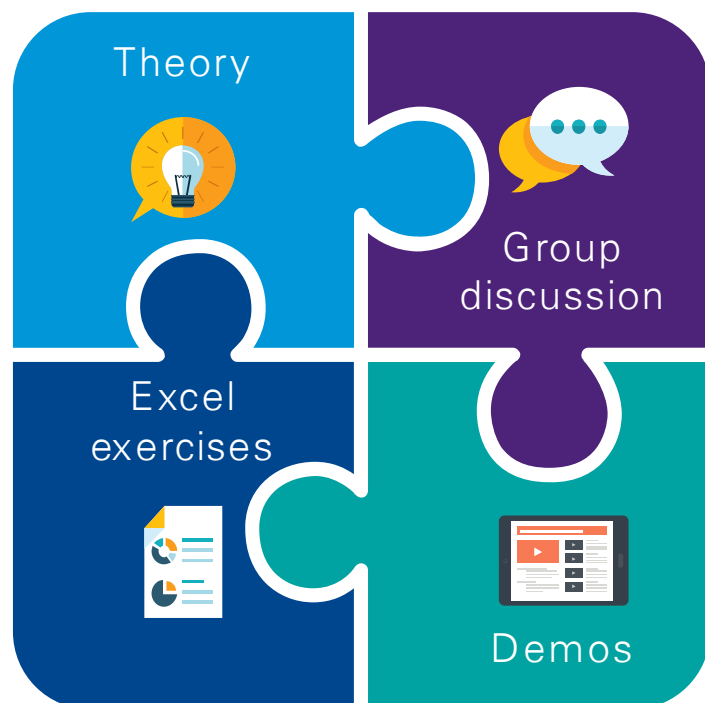 Theory
Group
discussion
Excel
exercises
Demos